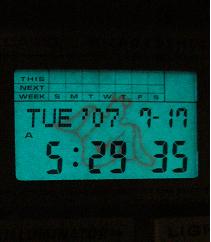 THIS
NEXT
WEEK S M T W T F S
TUE '07 7-17
A
5:29 35